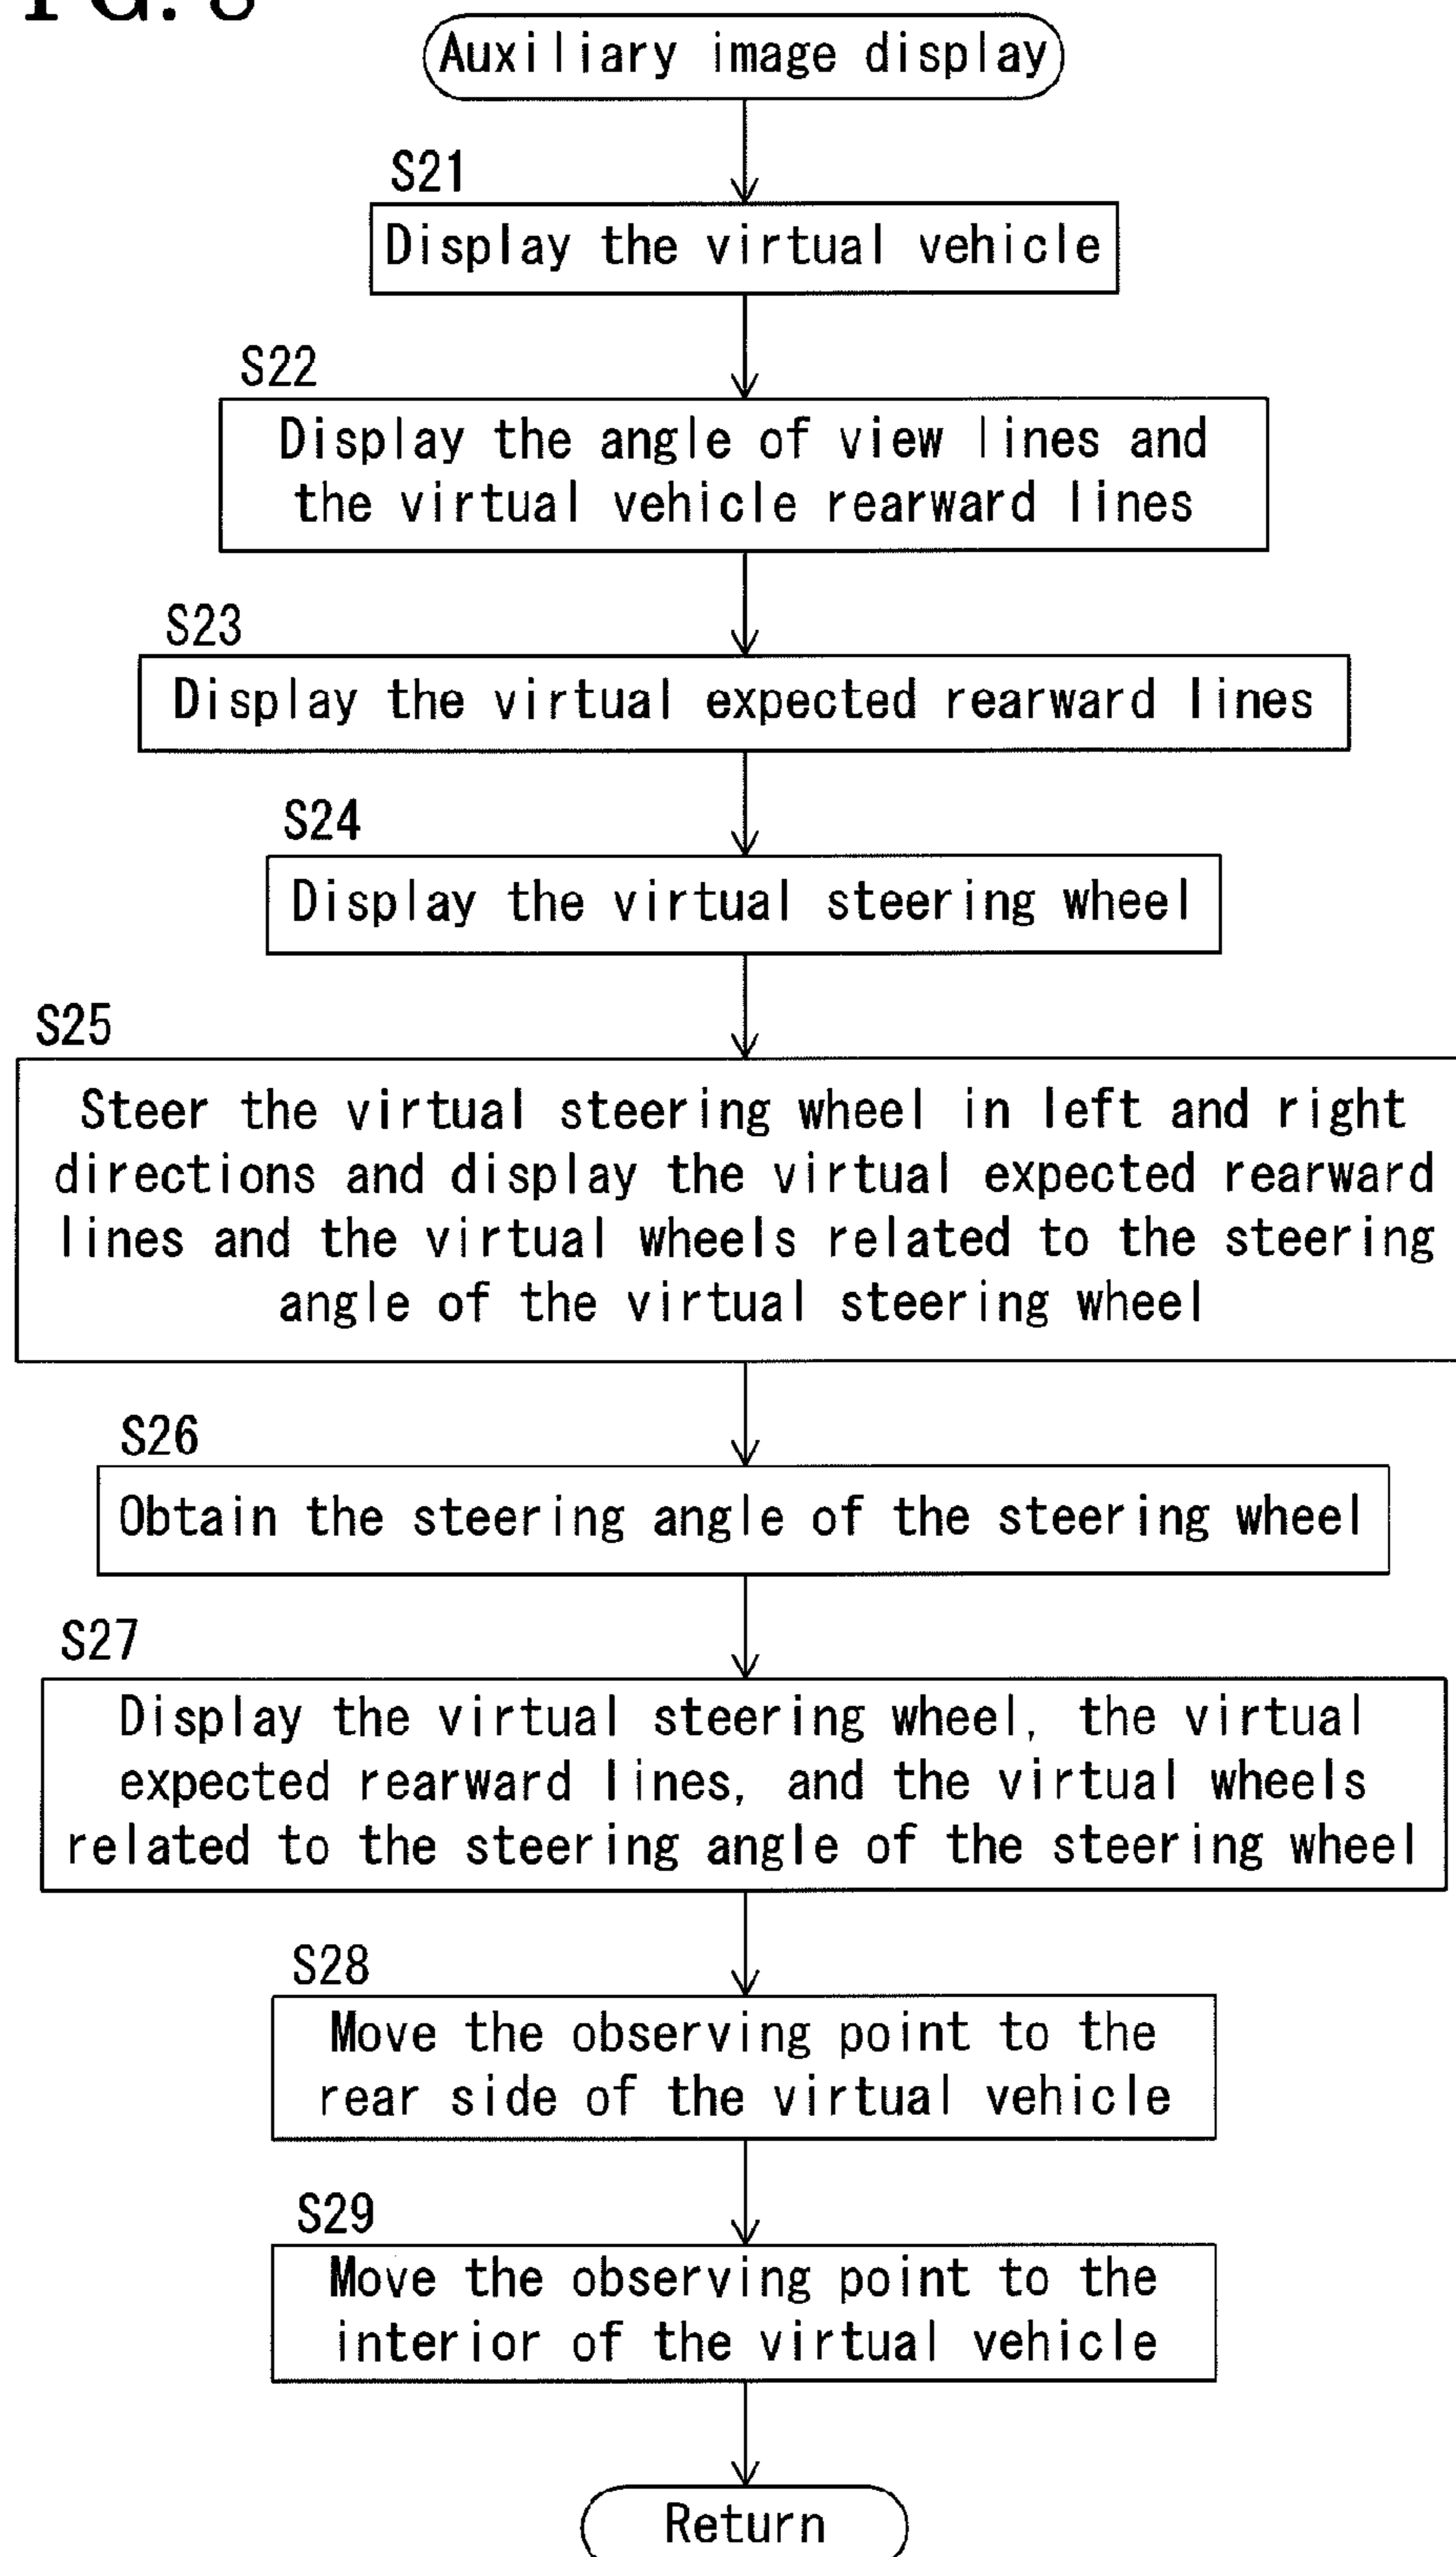 Auxiliary image display
S21
Display the virtual vehicle
S22
Display the angle of view lines and
the virtual vehicle rearward lines
S23
Display the virtual expected rearward lines
S24
Display the virtual steering wheel
S25
Steer the virtual steering wheel in left and right
directions and display the virtual expected rearward
lines and the virtual wheels related to the steering
angle of the virtual steering wheel
S26
Obtain the steering angle of the steering wheel
S27
Display the virtual steering wheel, the virtual
expected rearward lines, and the virtual wheels
related to the steering angle of the steering wheel
S28
Move the observing point to the
rear side of the virtual vehicle
S29
Move the observing point to the
interior of the virtual vehicle
Return